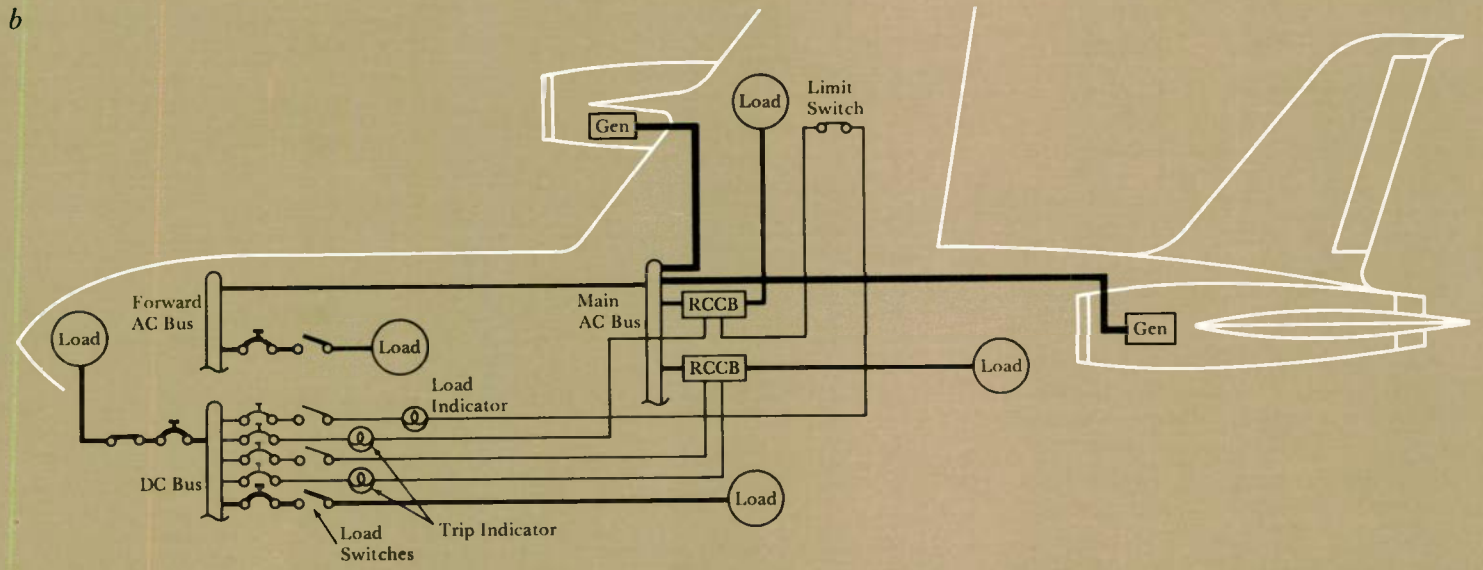 b
Load
Limit
Switch
Gen
Forward
AC Bus
Main
AC Bus
RCCB
Load
Load
Gen
RCCB
Load
Load
Indicator
DC Bus
Load
Trip Indicator
Load
Switches